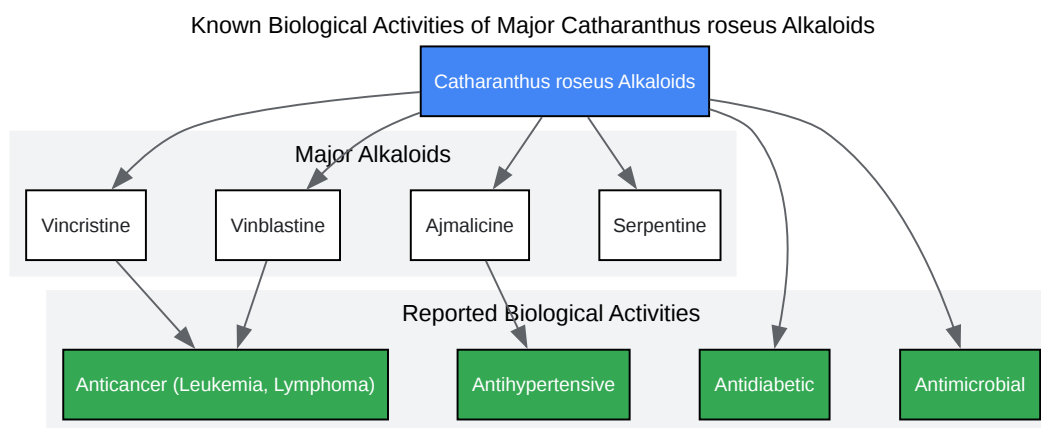 Known Biological Activities of Major Catharanthus roseus Alkaloids
Catharanthus roseus Alkaloids
Major Alkaloids
Vincristine
Vinblastine
Ajmalicine
Serpentine
Reported Biological Activities
Anticancer (Leukemia, Lymphoma)
Antihypertensive
Antidiabetic
Antimicrobial